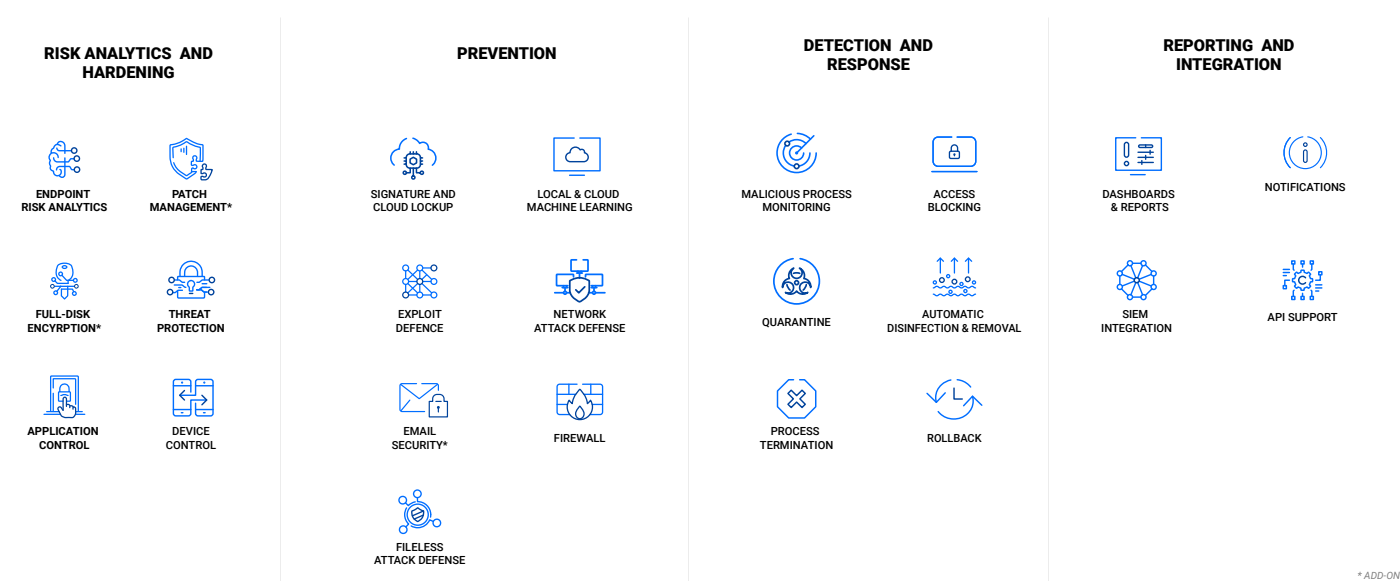 RISK ANALYTICS AND
HARDENING
ENDPOINT
RISK ANALYTICS
PATCH
MANAGEMENT*
FULL-DISK
ENCYRPTION*
THREAT
PROTECTION
APPLICATION
CONTROL
DEVICE
CONTROL
PREVENTION
SIGNATURE AND
CLOUD LOCKUP
LOCAL & CLOUD
MACHINE LEARNING
EXPLOIT
DEFENCE
NETWORK
ATTACK DEFENSE
EMAIL
SECURITY*
FIREWALL
FILELESS
ATTACK DEFENSE
DETECTION AND
RESPONSE
MALICIOUS PROCESS
MONITORING
ACCESS
BLOCKING
QUARANTINE
AUTOMATIC
DISINFECTION & REMOVAL
PROCESS
TERMINATION
ROLLBACK
REPORTING AND
INTEGRATION
DASHBOARDS
& REPORTS
NOTIFICATIONS
SIEM
INTEGRATION
API SUPPORT
* ADD-ON